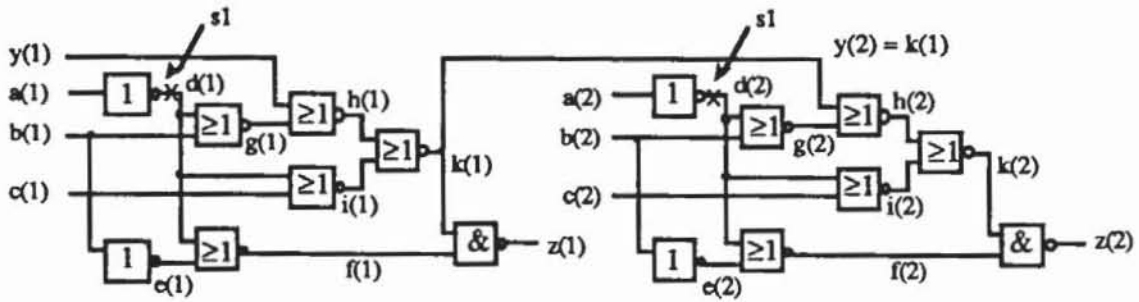 s1
s1
y(1)
y(2) = k(1)
a(1)
1
d(1)
≥1
h(1)
a(2)
1
d(2)
≥1
h(2)
b(1)
≥1
g(1)
≥1
k(1)
b(2)
≥1
g(2)
≥1
k(2)
c(1)
≥1
i(1)
c(2)
≥1
i(2)
1
e(1)
≥1
f(1)
&
z(1)
1
e(2)
≥1
f(2)
&
z(2)